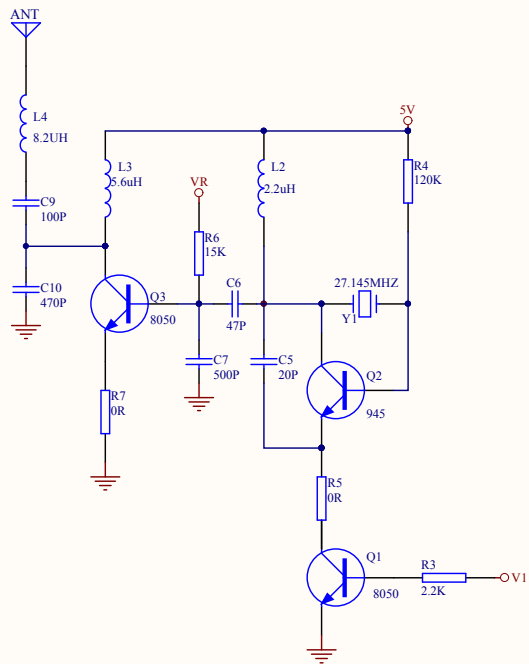 ANT
L4
8.2UH
C9
100P
C10
470P
L3
5.6uH
Q3
8050
R7
0R
VR
R6
15K
C6
47P
C7
500P
L2
2.2uH
C5
20P
5V
R4
120K
27.145MHZ
Y1
Q2
945
R5
0R
Q1
8050
R3
2.2K
V1